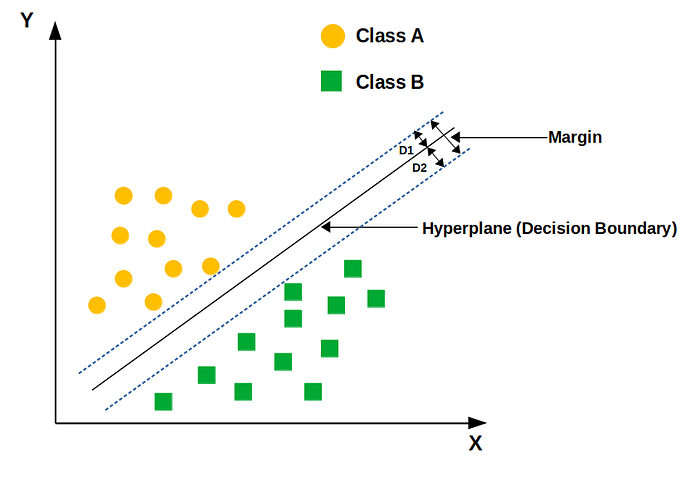 Y
Class A
Class B
Margin
D1
D2
Hyperplane (Decision Boundary)
X